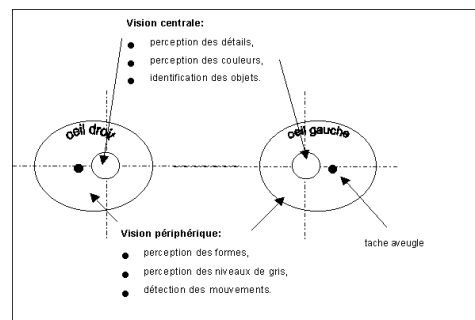 Vision centrale:
perception des détails,
perception des couleurs,
identification des objets.
oeil droit
oeil gauche
tache aveugle
Vision périphérique:
perception des formes,
perception des niveaux de gris,
détection des mouvements.